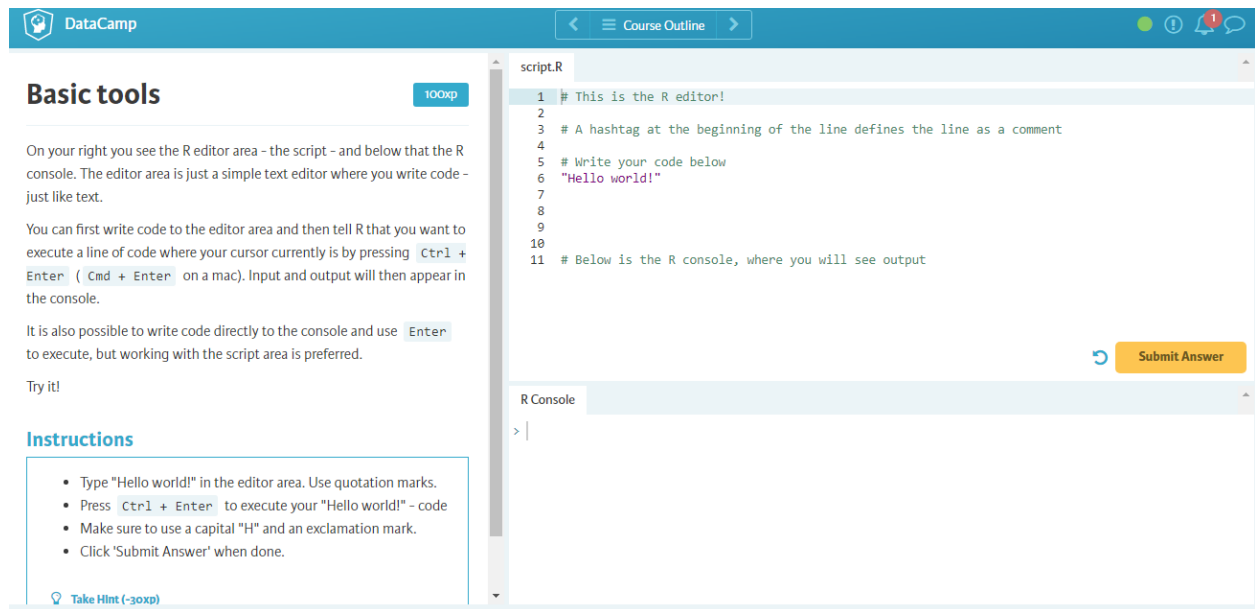 DataCamp
Course Outline
1
Basic tools
100xp
On your right you see the R editor area - the script - and below that the R
console. The editor area is just a simple text editor where you write code -
just like text.
You can first write code to the editor area and then tell R that you want to
execute a line of code where your cursor currently is by pressing Ctrl +
Enter ( Cmd + Enter on a mac). Input and output will then appear in
the console.
It is also possible to write code directly to the console and use Enter
to execute, but working with the script area is preferred.
Try it!
Instructions
• Type "Hello world!" in the editor area. Use quotation marks.
• Press Ctrl + Enter to execute your "Hello world!" - code
• Make sure to use a capital "H" and an exclamation mark.
• Click 'Submit Answer' when done.
Take Hint (-30xp)
script.R
1 # This is the R editor!
2
3 # A hashtag at the beginning of the line defines the line as a comment
4
5 # Write your code below
6 "Hello world!"
7
8
9
10
11 # Below is the R console, where you will see output
Submit Answer
R Console
>